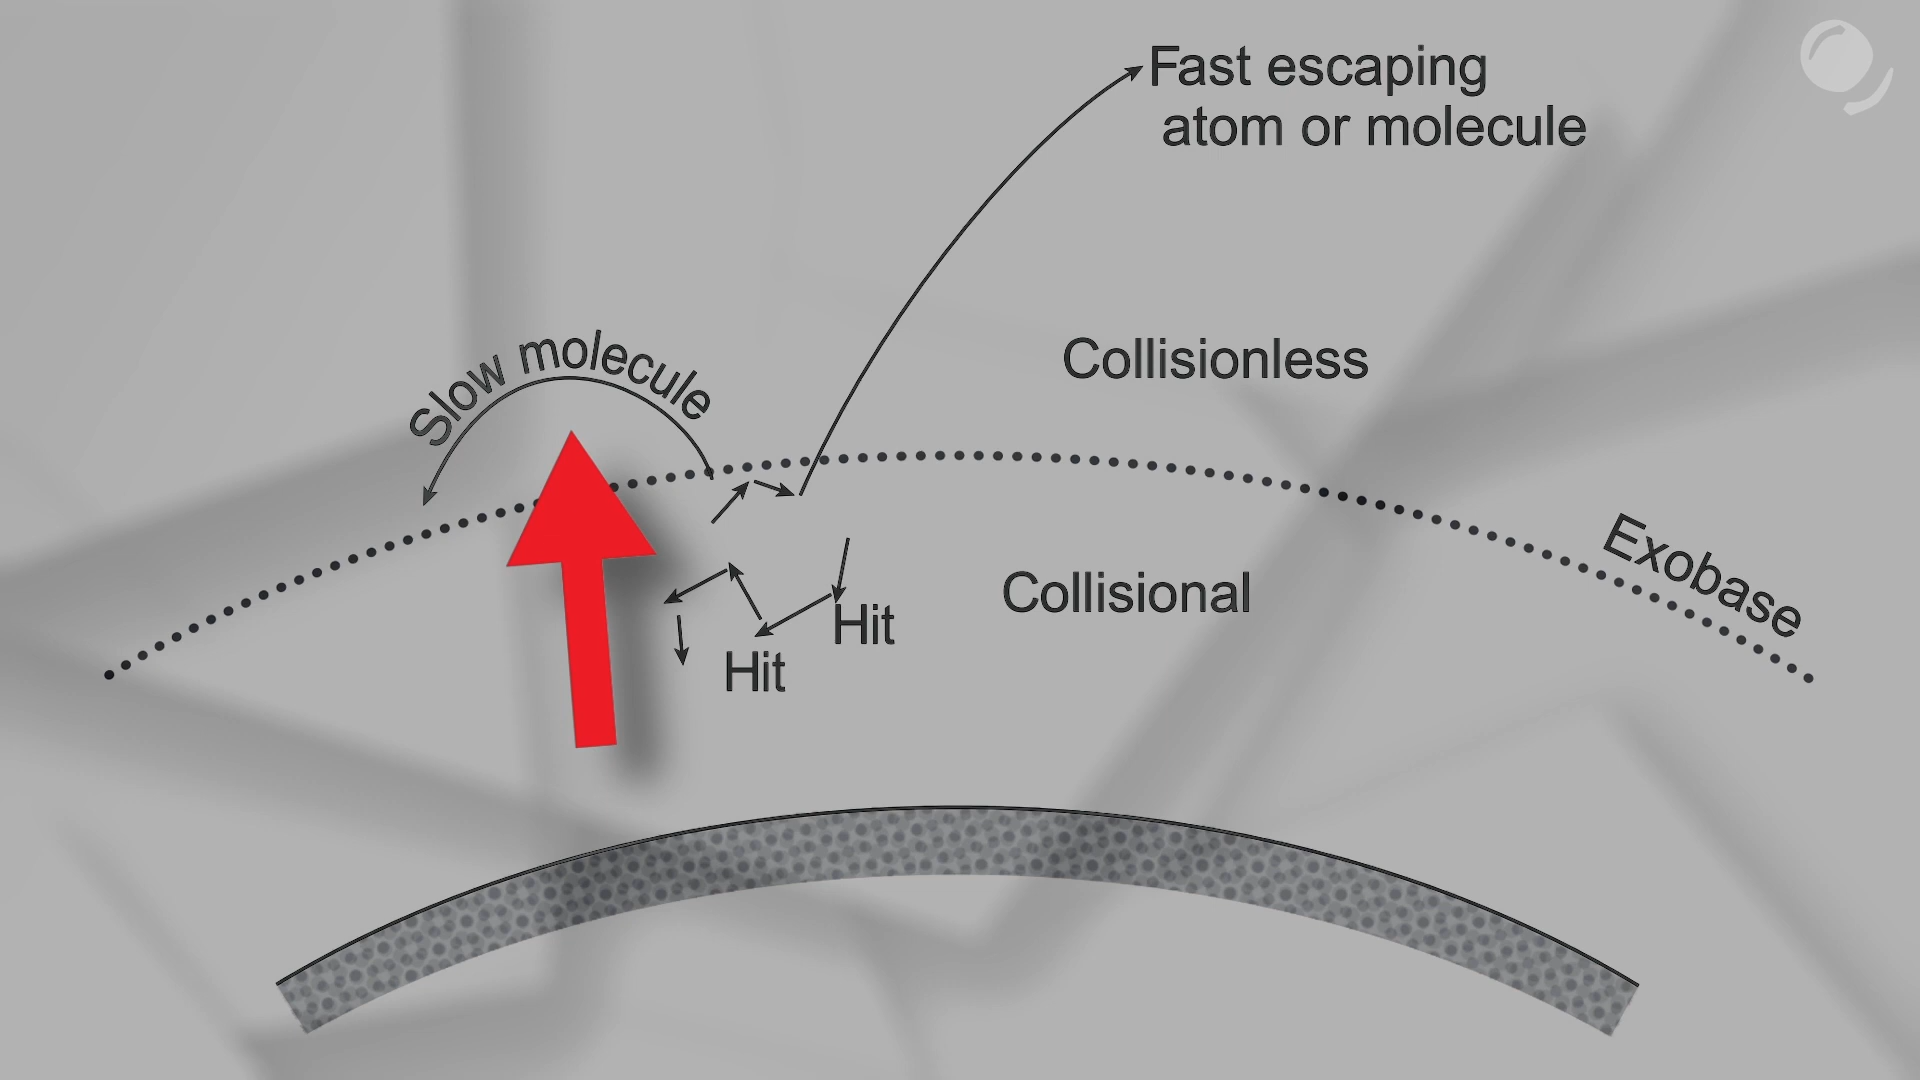 Fast escaping
atom or molecule
Slow molecule
Collisionless
Exobase
Collisional
Hit
Hit